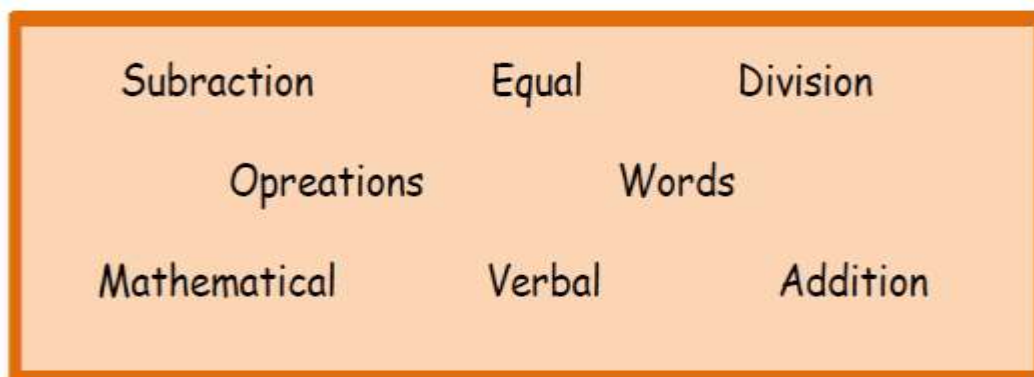 Subraction Equal Division
Opreations Words
Mathematical Verbal Addition